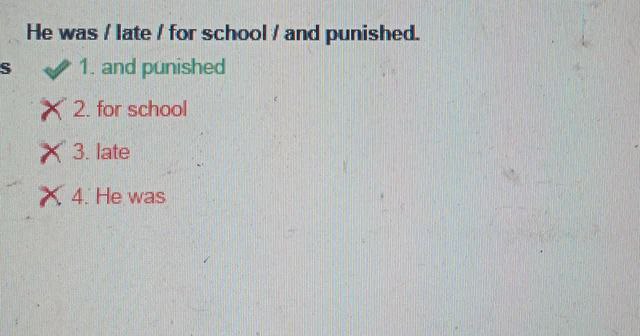 He was / late / for school / and punished.
s 1. and punished
2. for school
3. late
4. He was